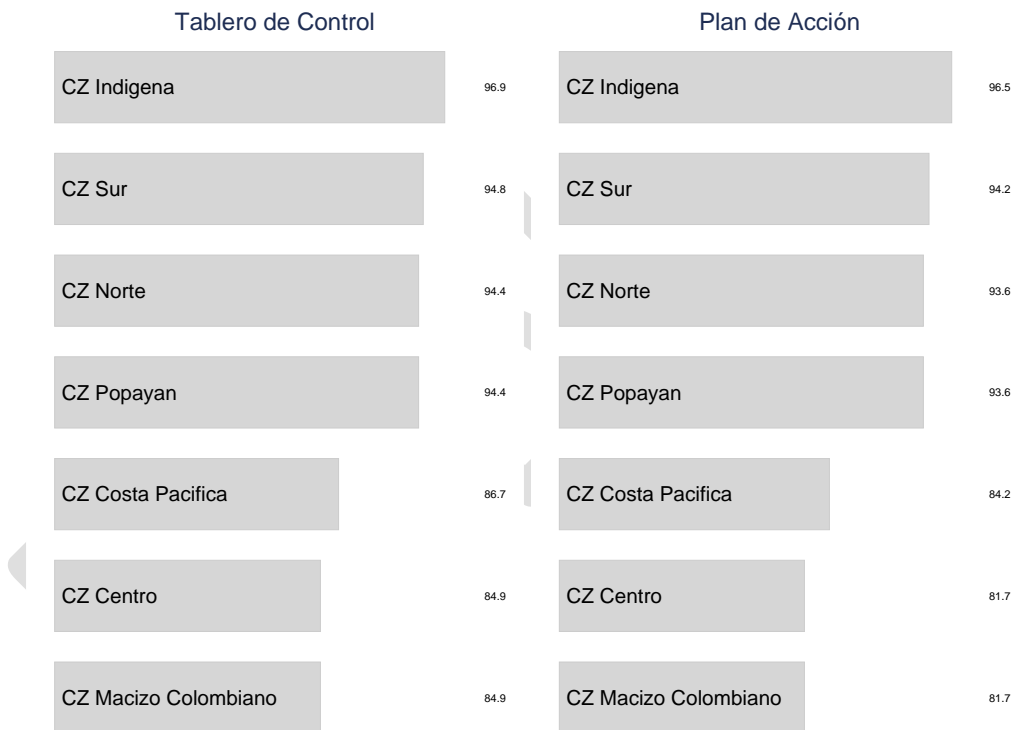 Tablero de Control
CZ Indigena 96.9
CZ Sur 94.8
CZ Norte 94.4
CZ Popayan 94.4
CZ Costa Pacifica 86.7
CZ Centro 84.9
CZ Macizo Colombiano 84.9
Plan de Acción
CZ Indigena 96.5
CZ Sur 94.2
CZ Norte 93.6
CZ Popayan 93.6
CZ Costa Pacifica 84.2
CZ Centro 81.7
CZ Macizo Colombiano 81.7